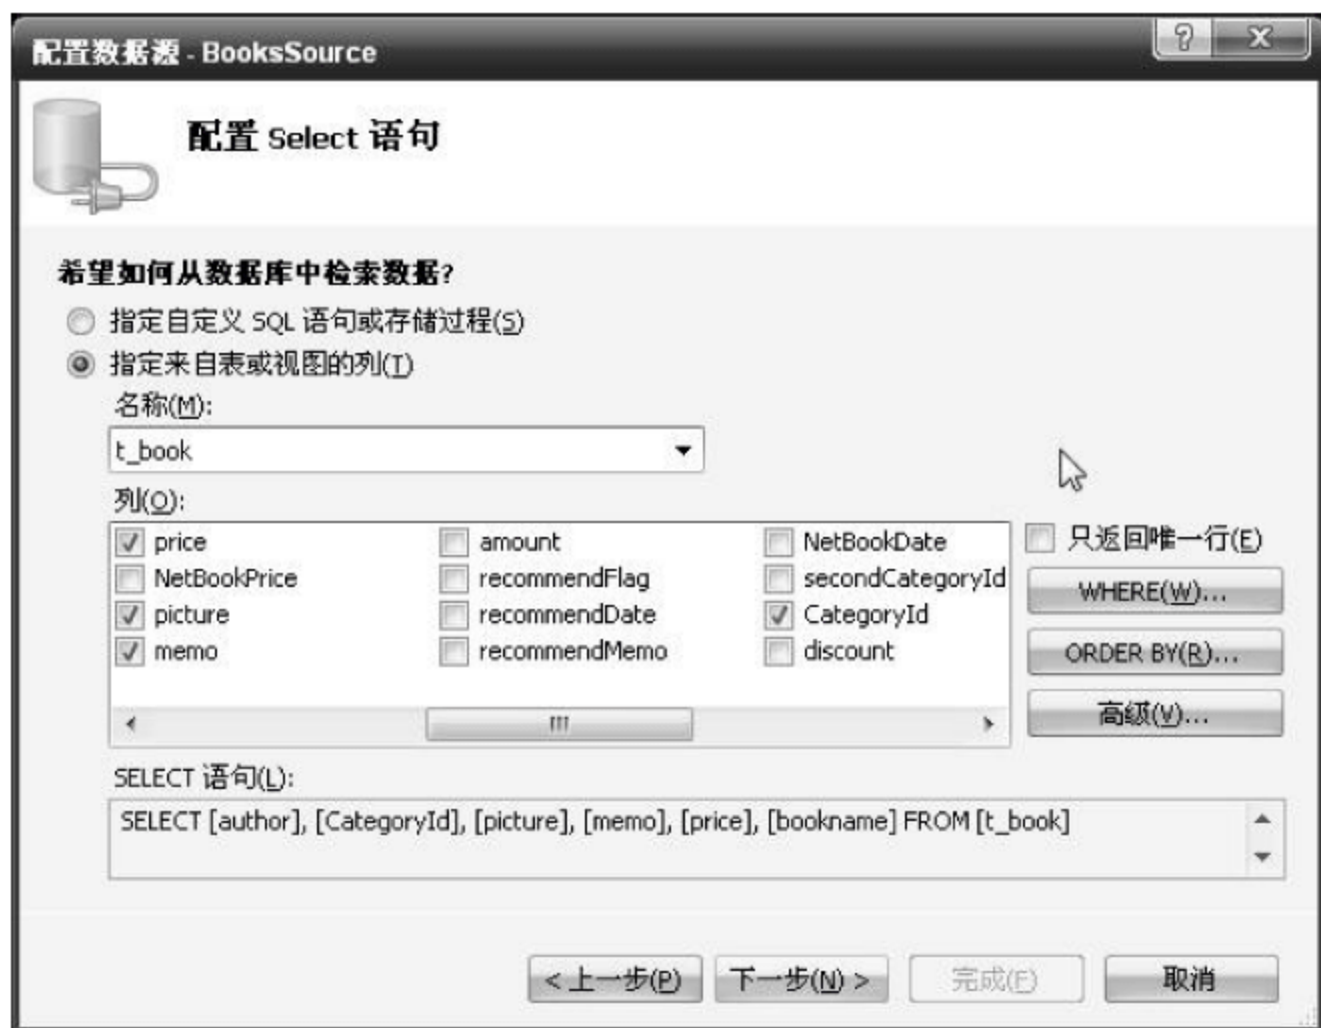 配置数据源 - BooksSource
配置 Select 语句
希望如何从数据库中检索数据?
指定自定义 SQL 语句或存储过程(S)
指定来自表或视图的列(T)
名称(M):
t_book
列(O):
price amount NetBookDate 只返回唯一行(E)
NetBookPrice recommendFlag secondCategoryId WHERE(W)...
picture recommendDate CategoryId ORDER BY(R)...
memo recommendMemo discount
高级(V)...
SELECT 语句(L):
SELECT [author], [CategoryId], [picture], [memo], [price], [bookname] FROM [t_book]
< 上一步(P) 下一步(N) > 完成(F) 取消